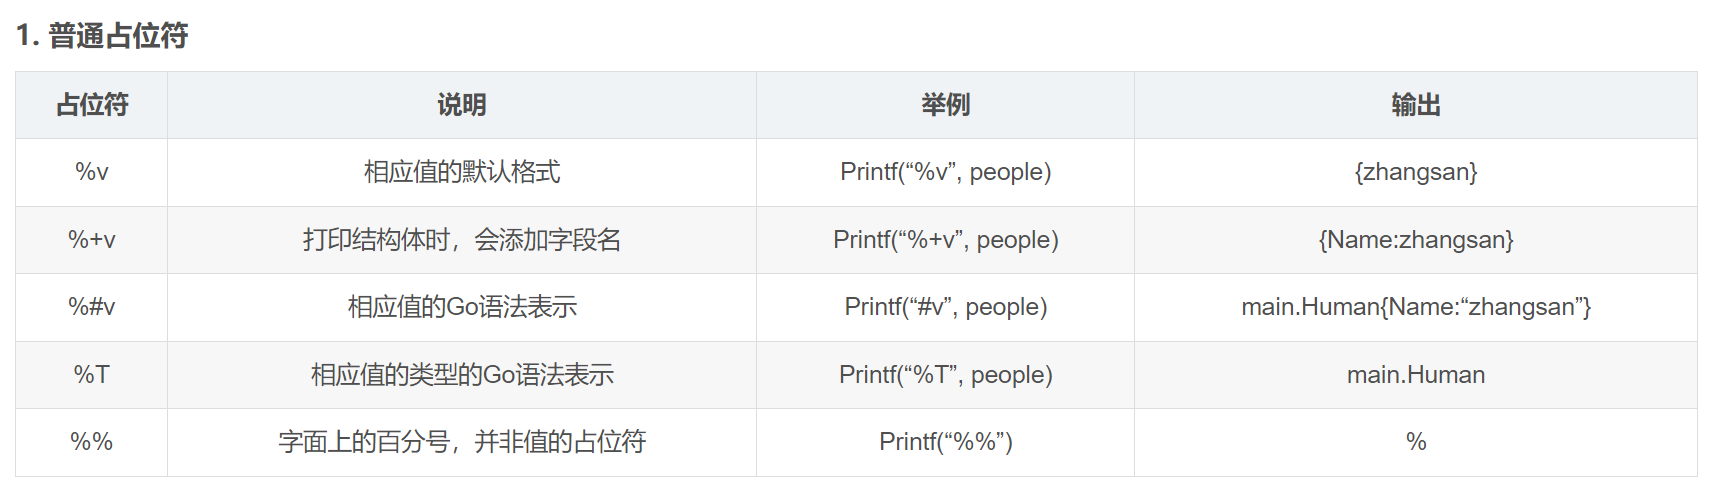 1. 普通占位符
占位符 说明 举例 输出
%v 相应值的默认格式 Printf(“%v”, people) {zhangsan}
%+v 打印结构体时，会添加字段名 Printf(“%+v”, people) {Name:zhangsan}
%#v 相应值的Go语法表示 Printf(“#v”, people) main.Human{Name:“zhangsan”}
%T 相应值的类型的Go语法表示 Printf(“%T”, people) main.Human
%% 字面上的百分号，并非值的占位符 Printf(“%%”) %